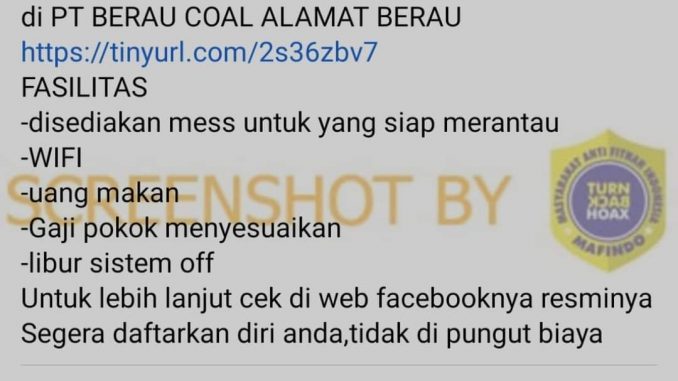 di PT BERAU COAL ALAMAT BERAU
https://tinyurl.com/2s36zbv7
FASILITAS
-disediakan mess untuk yang siap merantau
-WIFI
-uang makan
SCREENSHOT BY
MASYARAKAT ANTI FITNAH INDONESIA
TURN
BACK
HOAX
MAFINDO
-Gaji pokok menyesuaikan
-libur sistem off
Untuk lebih lanjut cek di web facebooknya resminya
Segera daftarkan diri anda,tidak di pungut biaya